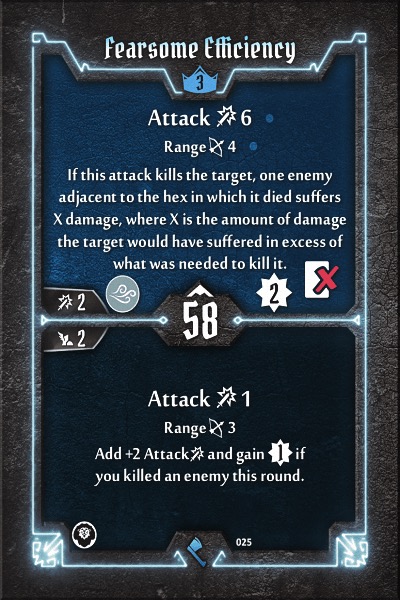 Fearsome Efficiency
3
Attack 6
Range 4
If this attack kills the target, one enemy
adjacent to the hex in which it died suffers
X damage, where X is the amount of damage
the target would have suffered in excess of
what was needed to kill it.
2
2
58
2
Attack 1
Range 3
Add +2 Attack and gain 1 if
you killed an enemy this round.
025